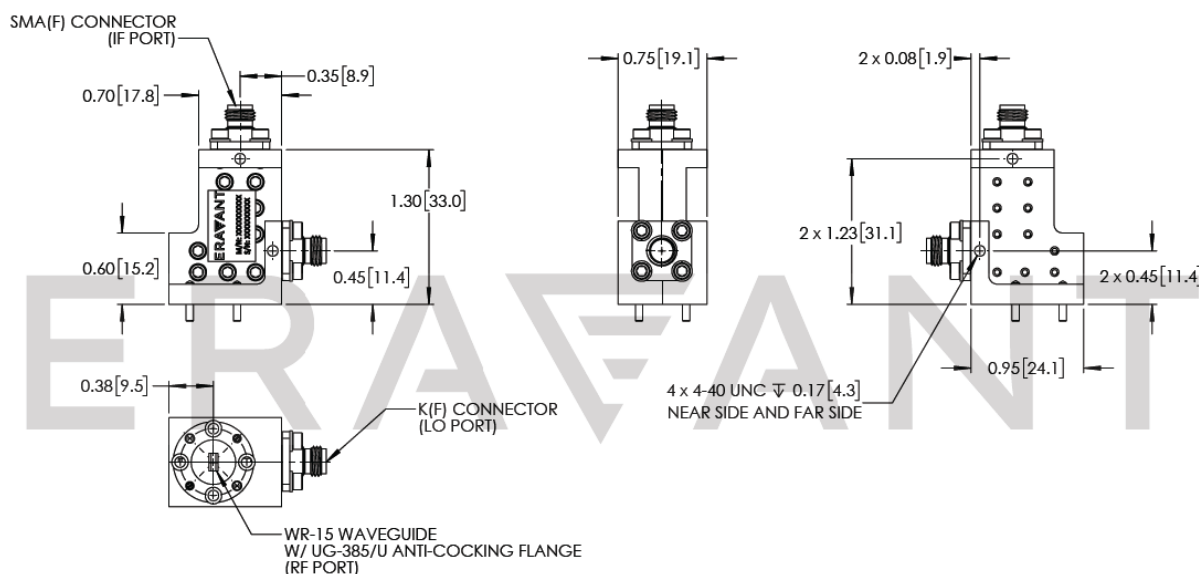 SMA(F) CONNECTOR
(IF PORT)
0.35[8.9]
0.70[17.8]
0.75[19.1]
2 x 0.08[1.9]
ERAVANT
M/N: XXXXXXXXXX
S/N: XXXXXXXXX
1.30[33.0]
2 x 1.23[31.1]
0.60[15.2]
0.45[11.4]
2 x 0.45[11.4]
ERAVANT
0.95[24.1]
0.38[9.5]
4 x 4-40 UNC ↧ 0.17[4.3]
NEAR SIDE AND FAR SIDE
K(F) CONNECTOR
(LO PORT)
WR-15 WAVEGUIDE
W/ UG-385/U ANTI-COCKING FLANGE
(RF PORT)